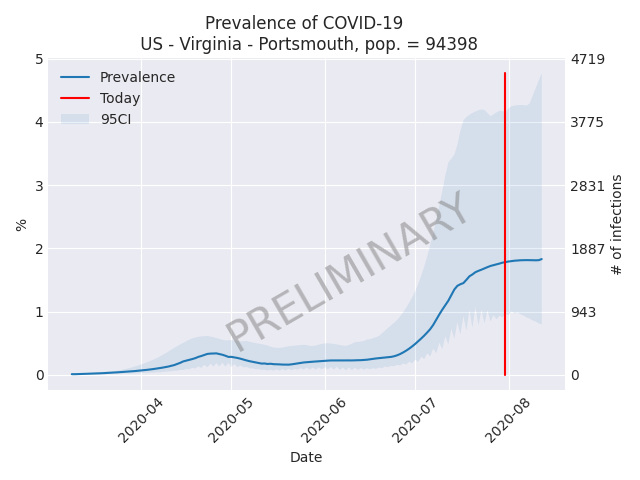 Prevalence of COVID-19
US - Virginia - Portsmouth, pop. = 94398
Prevalence
Today
95CI
5
4
3
2
1
0
%
4719
3775
2831
1887
943
0
# of infections
PRELIMINARY
2020-04
2020-05
2020-06
2020-07
2020-08
Date